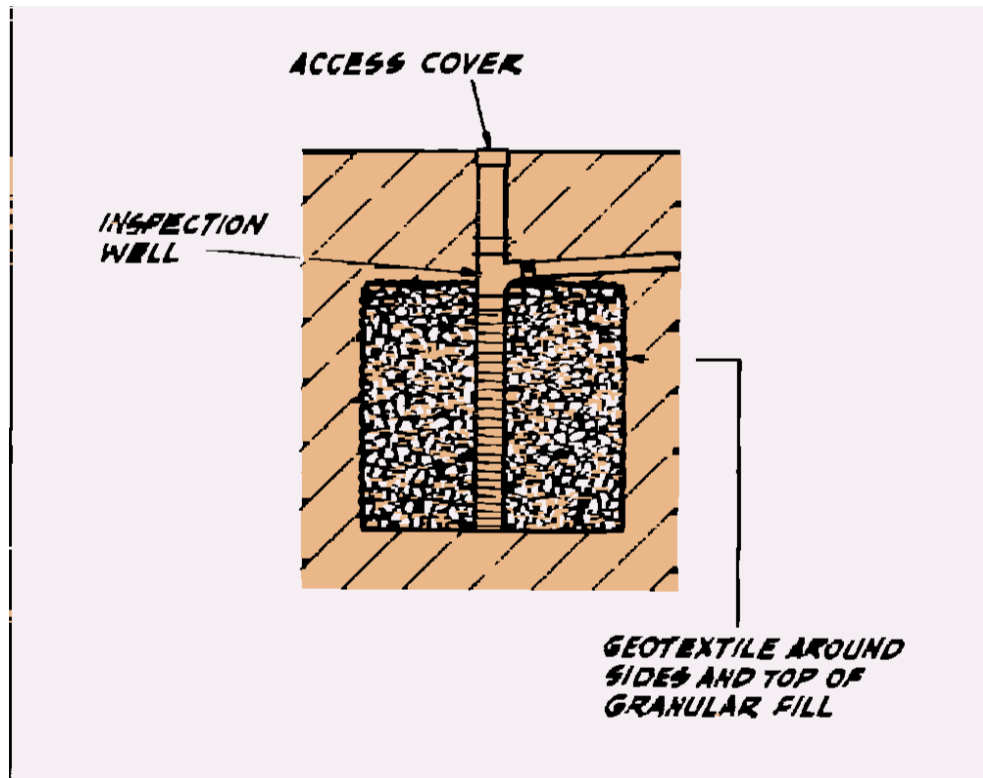 ACCESS COVER
INSPECTION
WELL
GEOTEXTILE AROUND
SIDES AND TOP OF
GRANULAR FILL